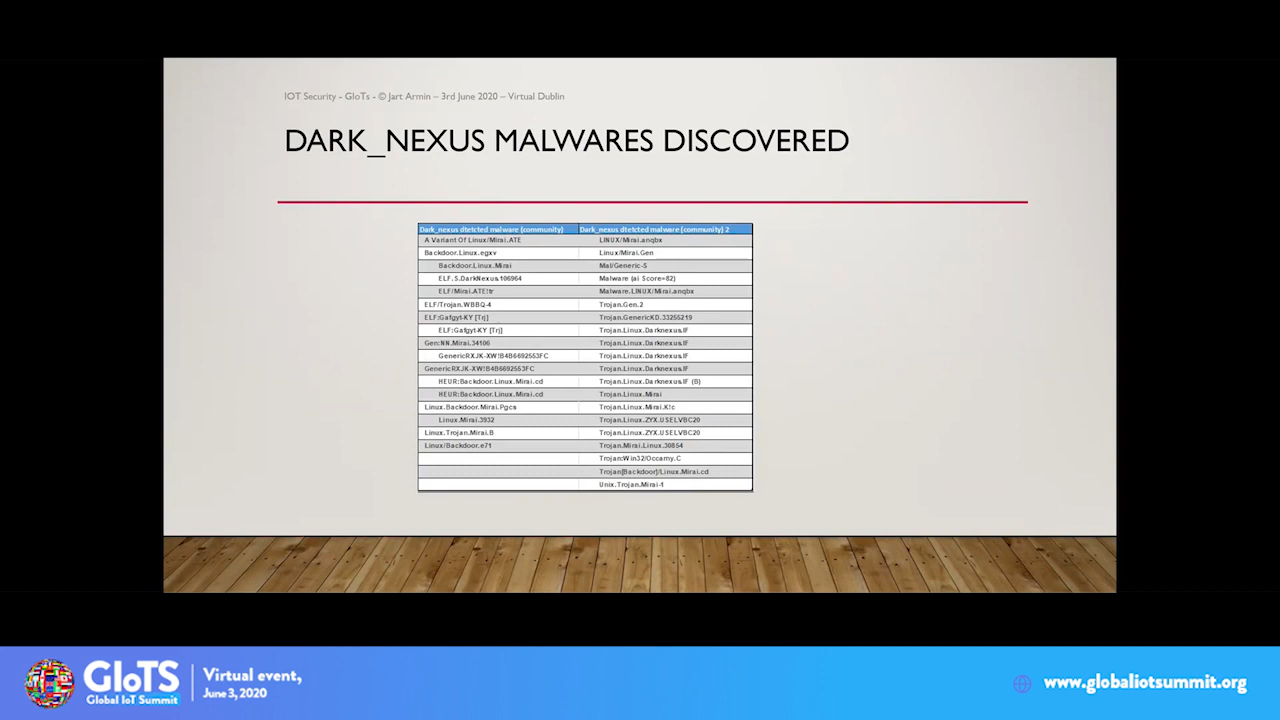 IOT Security - GIoTs - © Jart Armin – 3rd June 2020 – Virtual Dublin
DARK_NEXUS MALWARES DISCOVERED
Dark_nexus dtetcted malware (community) Dark_nexus dtetcted malware (community) 2
A Variant Of Linux/Mirai.ATE LINUX/Mirai.anqbx
Backdoor.Linux.egxv Linux/Mirai.Gen
Backdoor.Linux.Mirai Mal/Generic-S
ELF.S.DarkNexus.106964 Malware (ai Score=82)
ELF/Mirai.ATE!tr Malware.LINUX/Mirai.anqbx
ELF/Trojan.WBBQ-4 Trojan.Gen.2
ELF:Gafgyt-KY [Trj] Trojan.GenericKD.33255219
ELF:Gafgyt-KY [Trj] Trojan.Linux.Darknexus.IF
Gen:NN.Mirai.34106 Trojan.Linux.Darknexus.IF
GenericRXJK-XW!B4B6692553FC Trojan.Linux.Darknexus.IF
GenericRXJK-XW!B4B6692553FC Trojan.Linux.Darknexus.IF
HEUR:Backdoor.Linux.Mirai.cd Trojan.Linux.Darknexus.IF (B)
HEUR:Backdoor.Linux.Mirai.cd Trojan.Linux.Mirai
Linux.Backdoor.Mirai.Pgcs Trojan.Linux.Mirai.K!c
Linux.Mirai.3932 Trojan.Linux.ZYX.USELVBC20
Linux.Trojan.Mirai.B Trojan.Linux.ZYX.USELVBC20
Linux/Backdoor.e71 Trojan.Mirai.Linux.30854
Trojan:Win32/Occamy.C
Trojan[Backdoor]/Linux.Mirai.cd
Unix.Trojan.Mirai-1
GIoTS
Global IoT Summit
Virtual event,
June 3, 2020
www.globaliotsummit.org